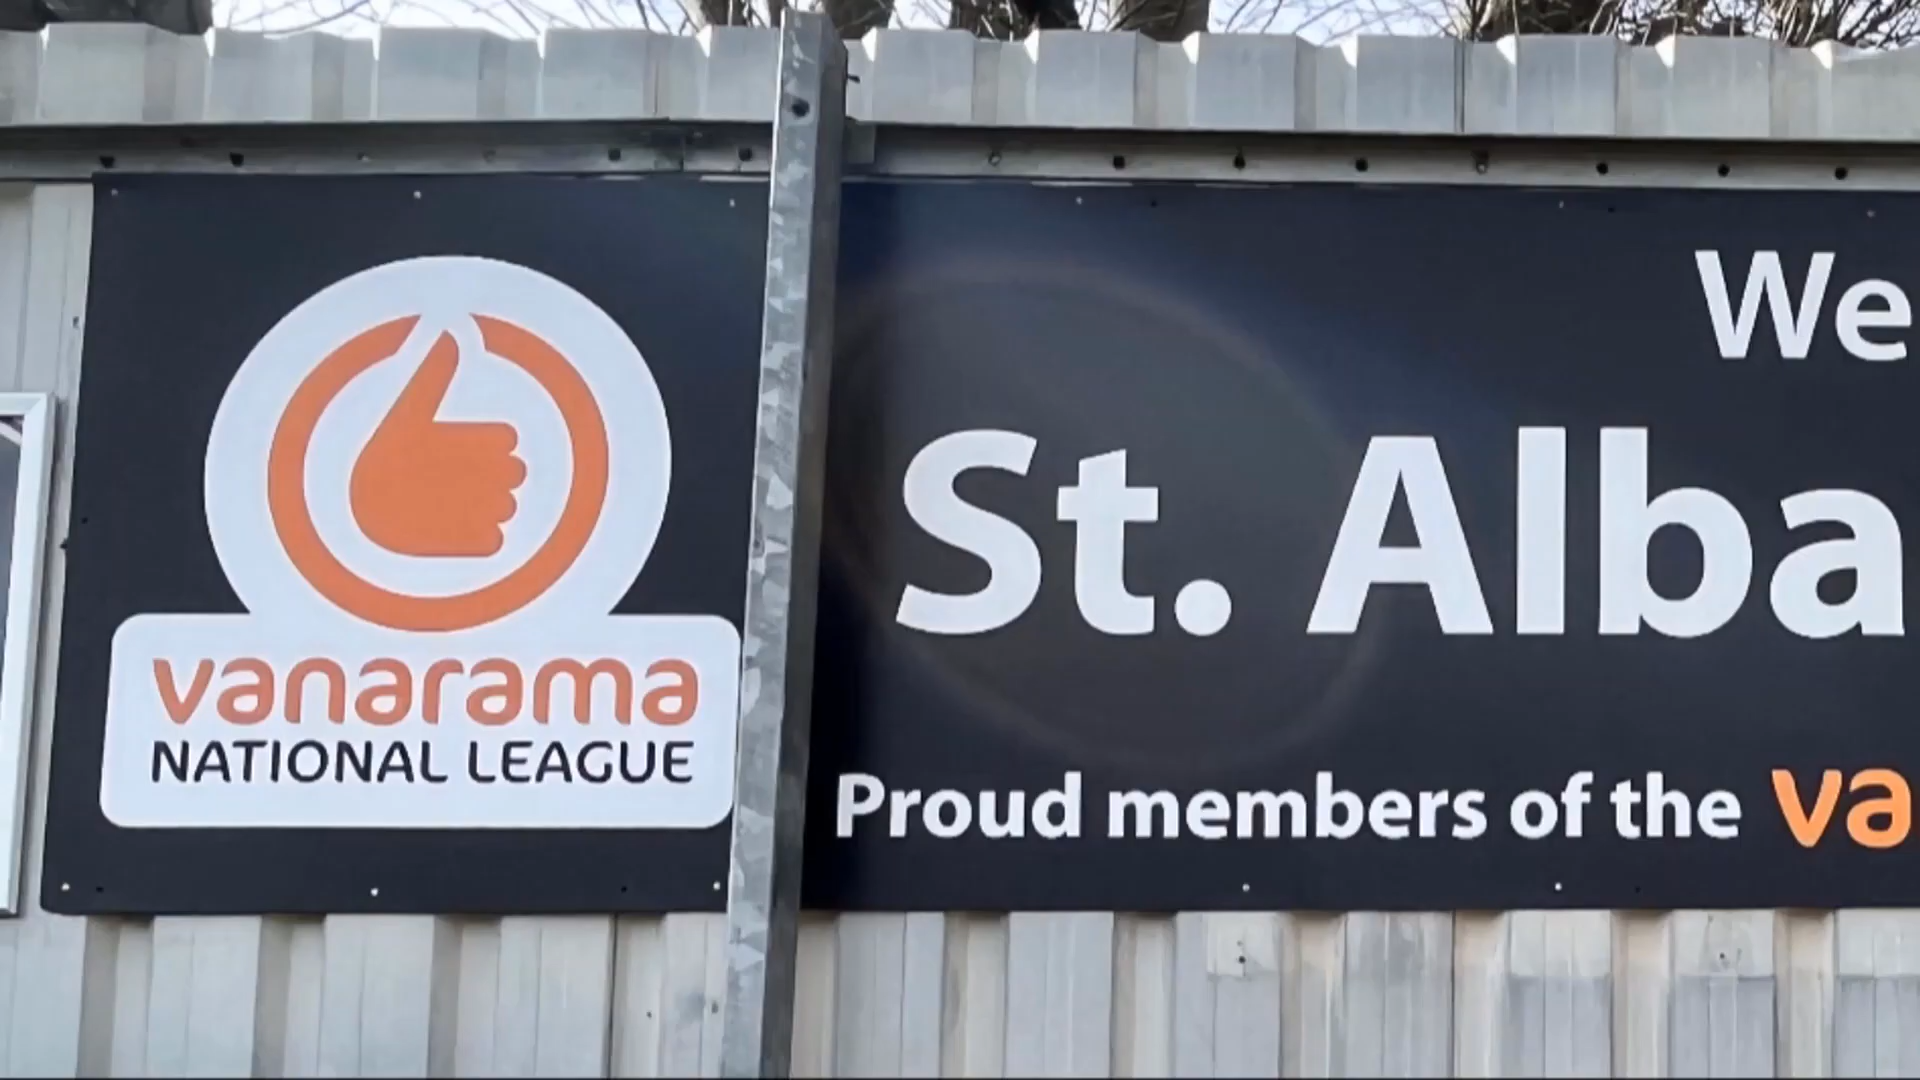 vanarama
NATIONAL LEAGUE
We
St. Alba
Proud members of the va